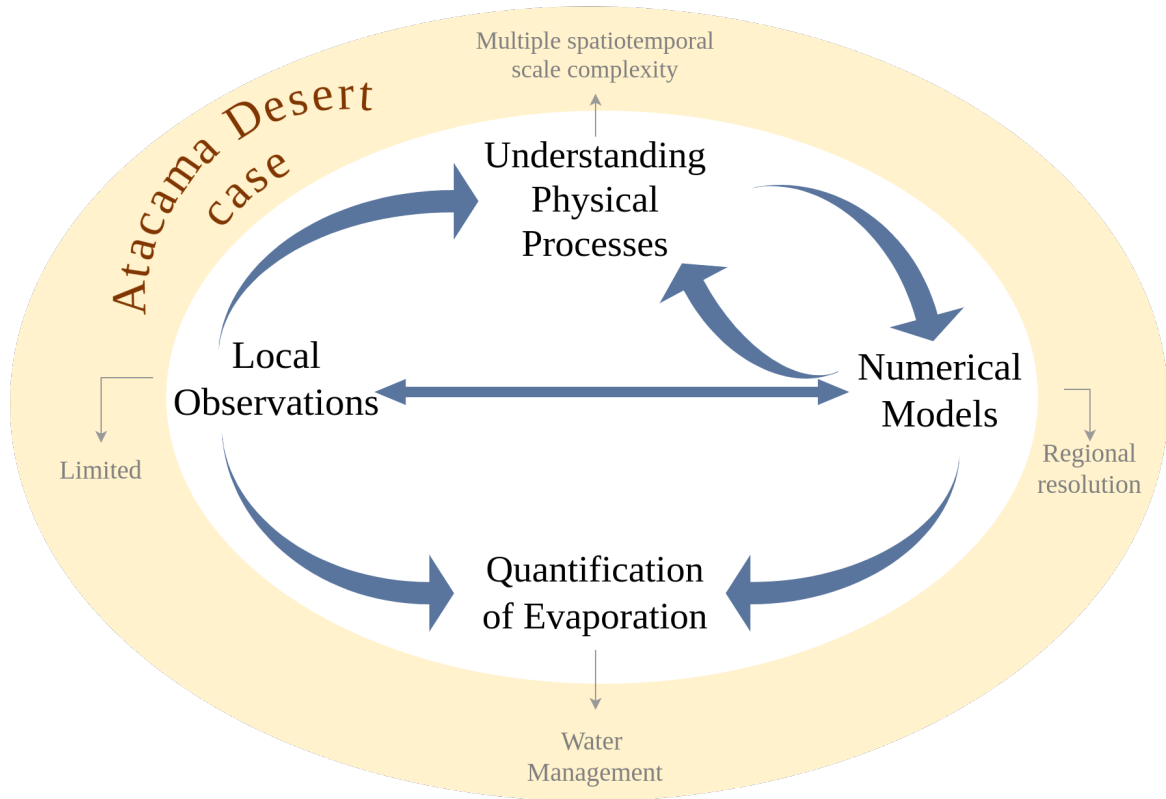 Multiple spatiotemporal
scale complexity
Atacama Desert
case
Understanding
Physical
Processes
Local
Observations
Numerical
Models
Limited
Regional
resolution
Quantification
of Evaporation
Water
Management